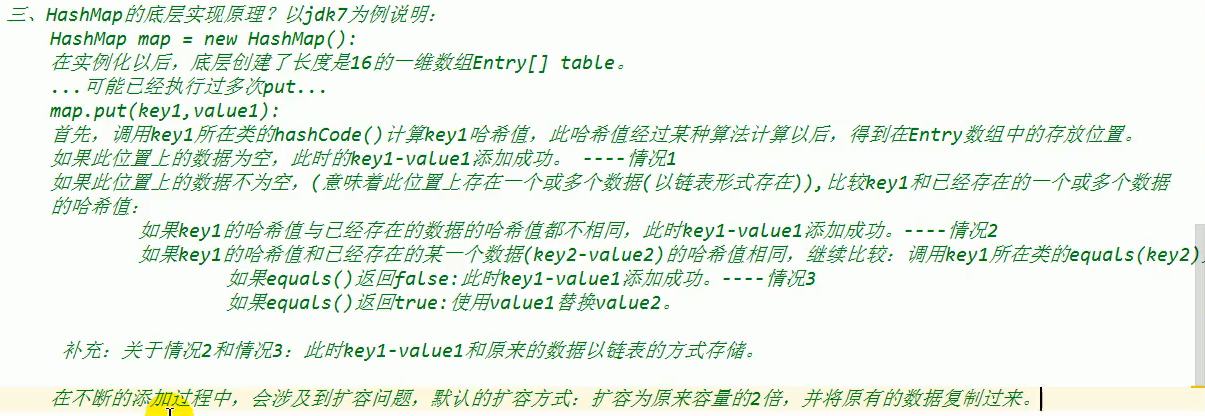 三、HashMap的底层实现原理？以jdk7为例说明：
HashMap map = new HashMap():
在实例化以后，底层创建了长度是16的一维数组Entry[] table。
...可能已经执行过多次put...
map.put(key1,value1):
首先，调用key1所在类的hashCode()计算key1哈希值，此哈希值经过某种算法计算以后，得到在Entry数组中的存放位置。
如果此位置上的数据为空，此时的key1-value1添加成功。 ----情况1
如果此位置上的数据不为空，(意味着此位置上存在一个或多个数据(以链表形式存在)),比较key1和已经存在的一个或多个数据
的哈希值：
如果key1的哈希值与已经存在的数据的哈希值都不相同，此时key1-value1添加成功。----情况2
如果key1的哈希值和已经存在的某一个数据(key2-value2)的哈希值相同，继续比较：调用key1所在类的equals(key2)
如果equals()返回false:此时key1-value1添加成功。----情况3
如果equals()返回true:使用value1替换value2。
补充：关于情况2和情况3：此时key1-value1和原来的数据以链表的方式存储。
在不断的添加过程中，会涉及到扩容问题，默认的扩容方式：扩容为原来容量的2倍，并将原有的数据复制过来。